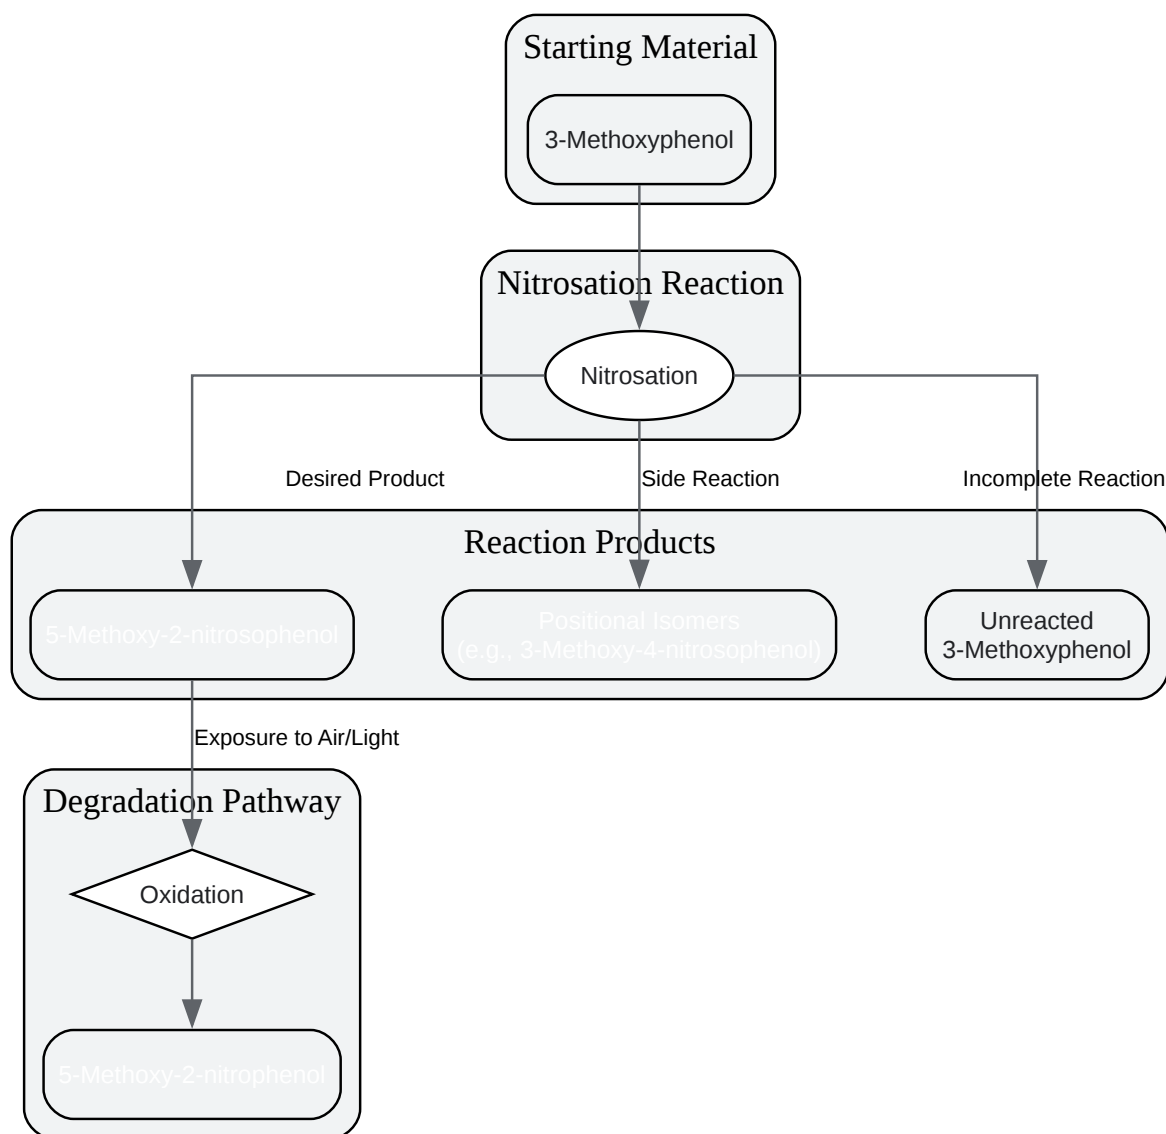 Starting Material
3-Methoxyphenol
Nitrosation Reaction
Nitrosation
Desired Product
Side Reaction
Incomplete Reaction
Reaction Products
5-Methoxy-2-nitrosophenol
Positional Isomers
(e.g., 3-Methoxy-4-nitrosophenol)
Unreacted
3-Methoxyphenol
Exposure to Air/Light
Degradation Pathway
Oxidation
5-Methoxy-2-nitrophenol